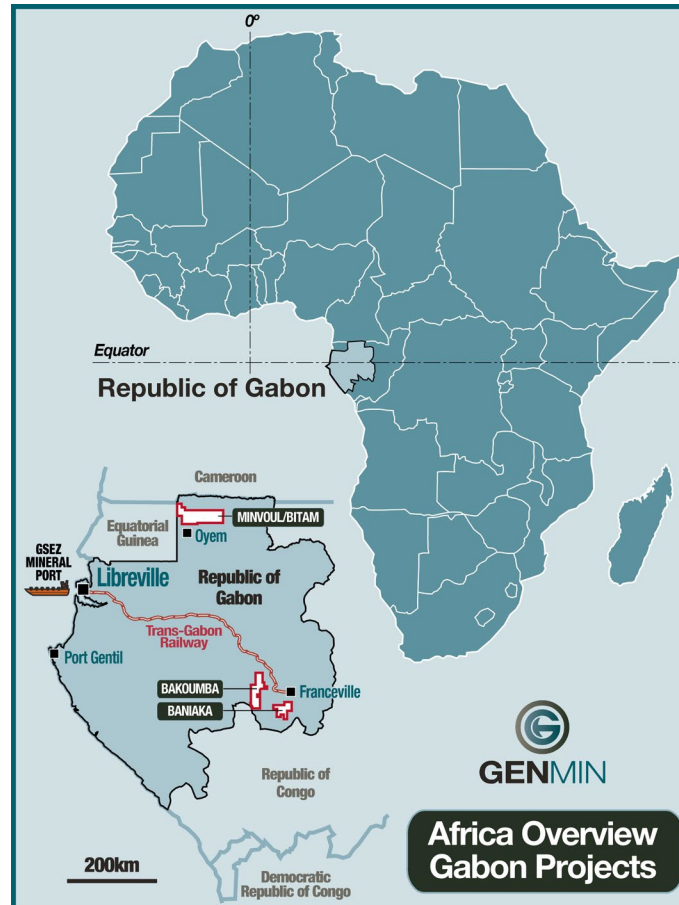 0º
Equator
Republic of Gabon
Cameroon
MINVOUL/BITAM
Equatorial
Guinea
Oyem
GSEZ
MINERAL
PORT
Libreville
Republic of
Gabon
Trans-Gabon
Railway
Port Gentil
BAKOUMBA
Franceville
BANIAKA
Republic of
Congo
G
GENMIN
200km
Democratic
Republic of Congo
Africa Overview
Gabon Projects